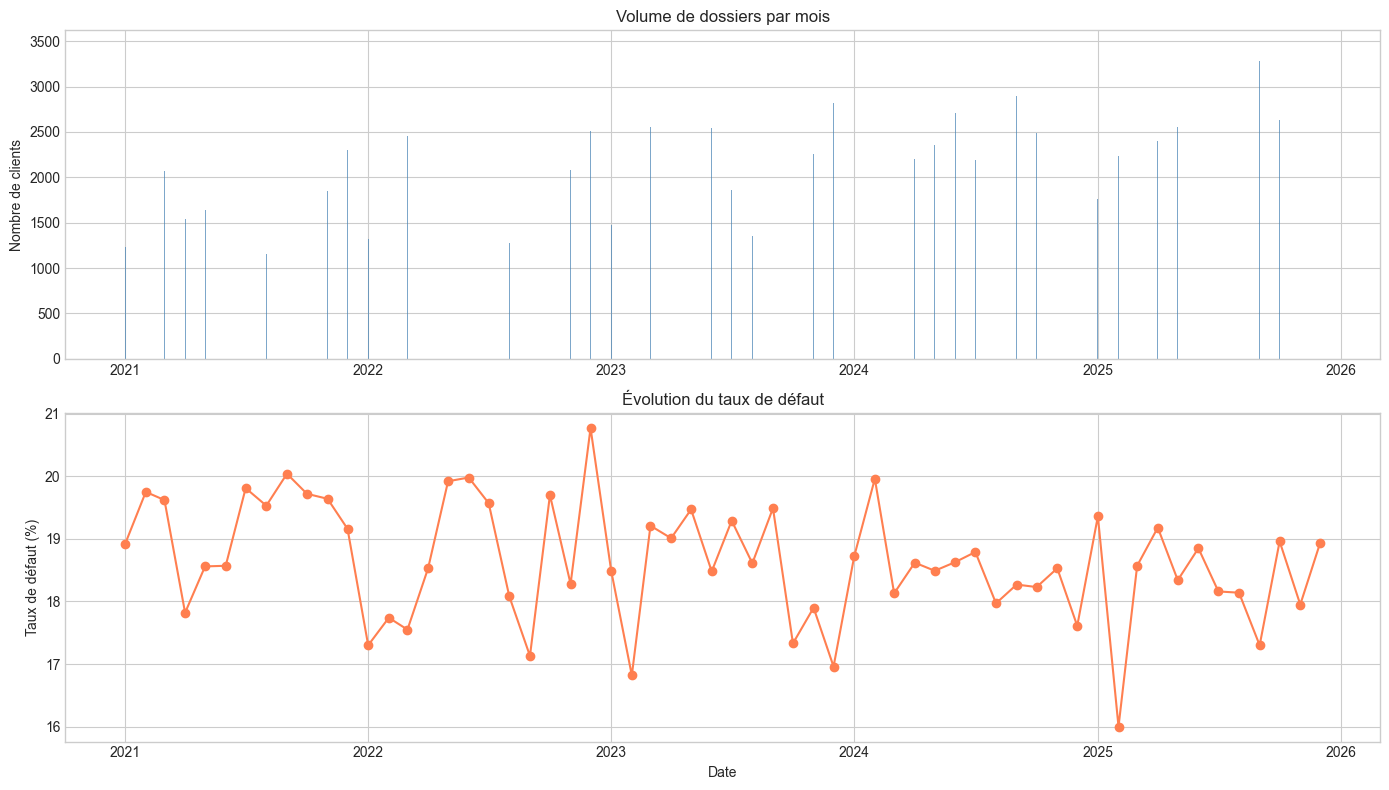 Volume de dossiers par mois
3500
3000
2500
2000
1500
1000
500
0
Nombre de clients
2021 2022 2023 2024 2025 2026
Évolution du taux de défaut
21
20
19
18
17
16
Taux de défaut (%)
2021 2022 2023 2024 2025 2026
Date